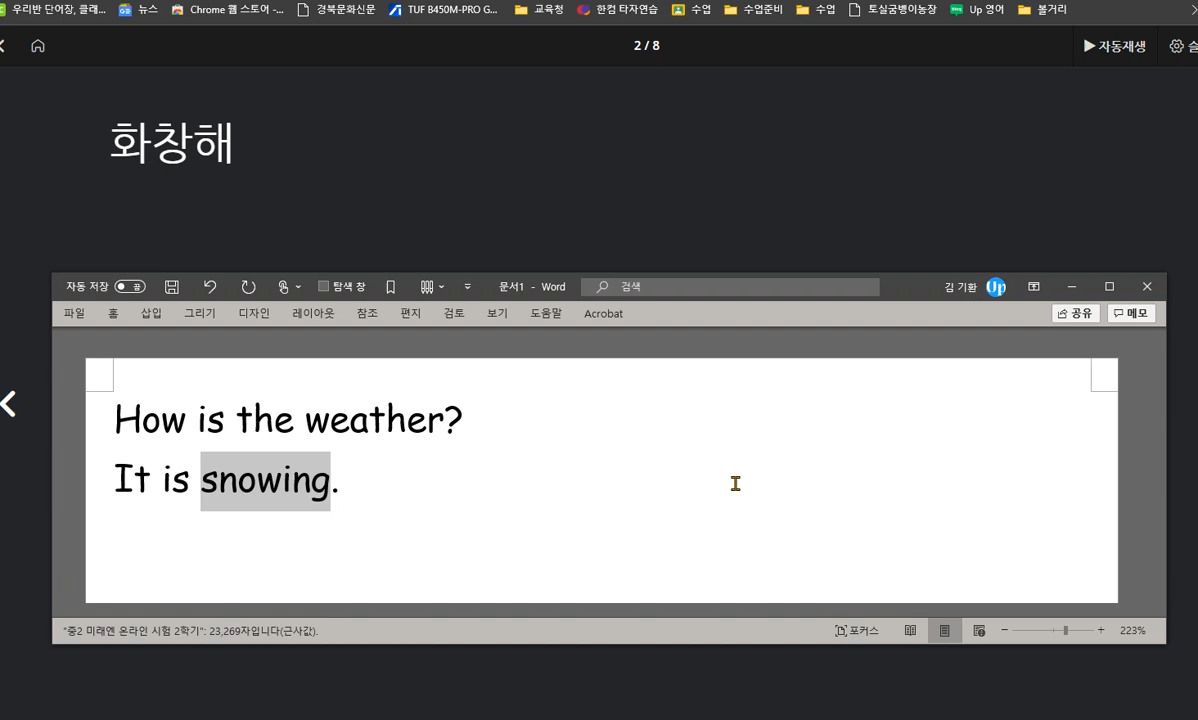 우리반 단어장, 클래...
뉴스
Chrome 웹 스토어 -...
경북문화신문
TUF B450M-PRO G...
교육청
한컴 타자연습
수업
수업준비
수업
토실굼벵이농장
Up 영어
볼거리
2 / 8
자동재생
슬
화창해
자동 저장
끔
탐색 창
문서1 - Word
검색
김 기환
Up
파일 홈 삽입 그리기 디자인 레이아웃 참조 편지 검토 보기 도움말 Acrobat
공유
메모
How is the weather?
It is snowing.
"중2 미래엔 온라인 시험 2학기": 23,269자입니다(근사값).
포커스
223%